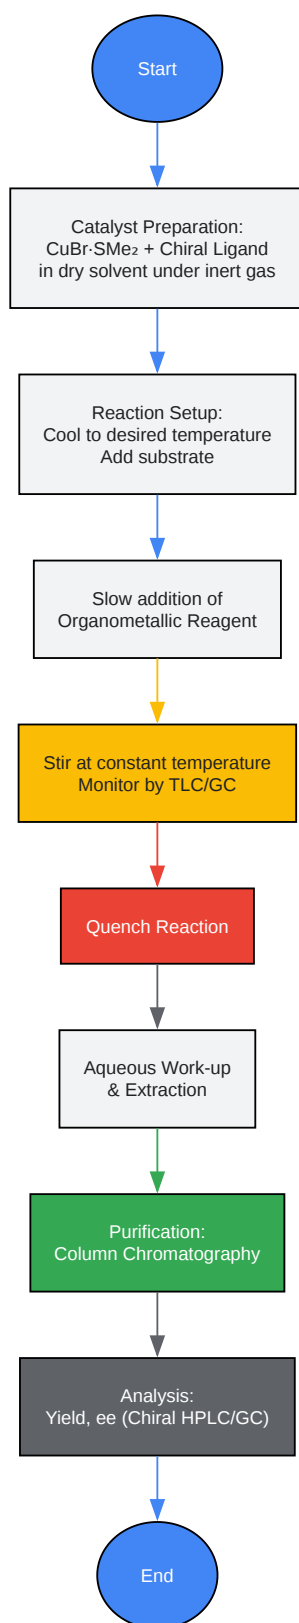 Start
Catalyst Preparation:
CuBr·SMe₂ + Chiral Ligand
in dry solvent under inert gas
Reaction Setup:
Cool to desired temperature
Add substrate
Slow addition of
Organometallic Reagent
Stir at constant temperature
Monitor by TLC/GC
Quench Reaction
Aqueous Work-up
& Extraction
Purification:
Column Chromatography
Analysis:
Yield, ee (Chiral HPLC/GC)
End